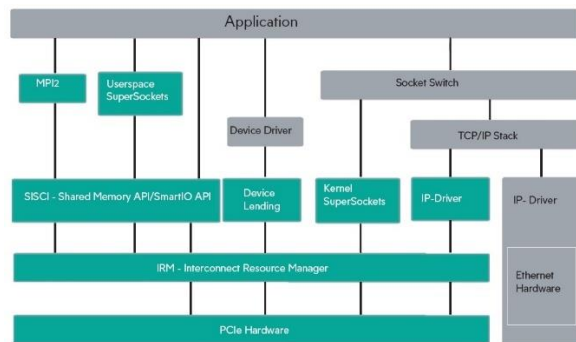 Application
MPI2
Userspace
SuperSockets
Socket Switch
Device Driver
TCP/IP Stack
SISCI - Shared Memory API/SmartIO API
Device
Lending
Kernel
SuperSockets
IP-Driver
IP- Driver
IRM - Interconnect Resource Manager
Ethernet
Hardware
PCIe Hardware